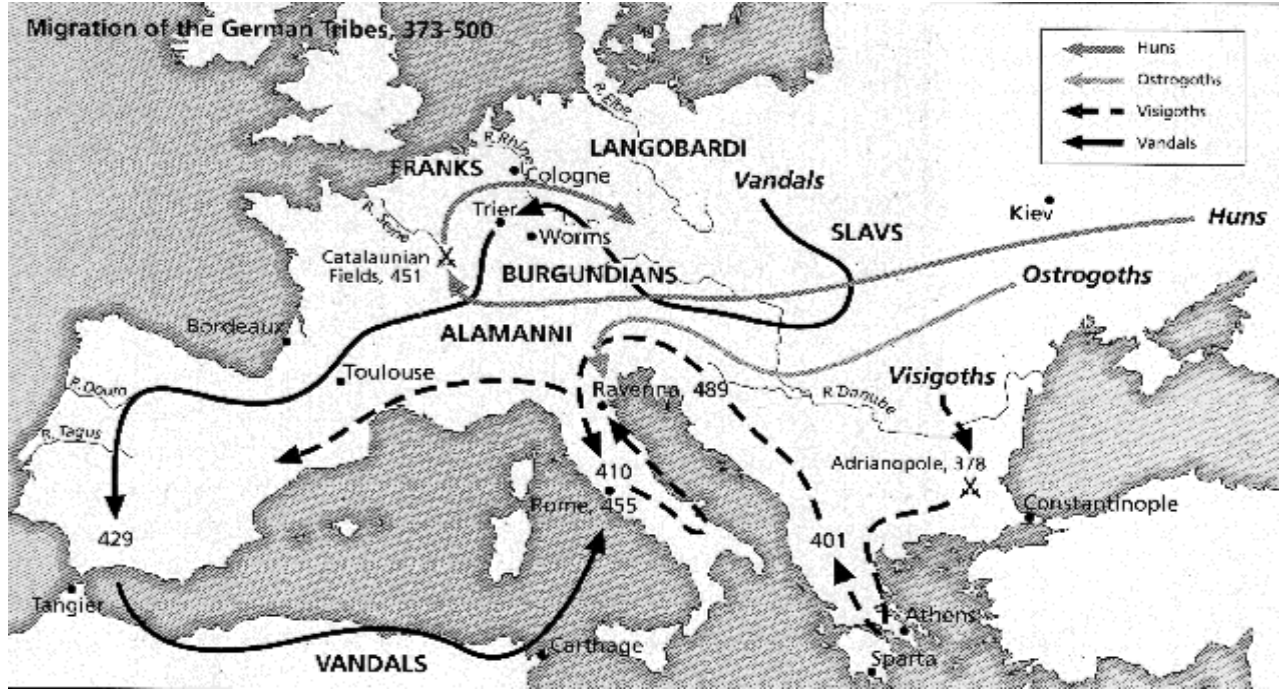 Migration of the German Tribes, 373-500
Huns
Ostrogoths
Visigoths
Vandals
R. Elbe
R. Rhine
LANGOBARDI
FRANKS
Cologne
Vandals
Kiev
Huns
Trier
R. Seine
SLAVS
Worms
Catalaunian
Fields, 451
BURGUNDIANS
Ostrogoths
Bordeaux
ALAMANNI
Toulouse
Visigoths
R. Douro
Ravenna, 489
R. Danube
R. Tagus
Adrianopole, 378
410
Rome, 455
Constantinople
429
401
Tangier
Athens
Carthage
VANDALS
Sparta